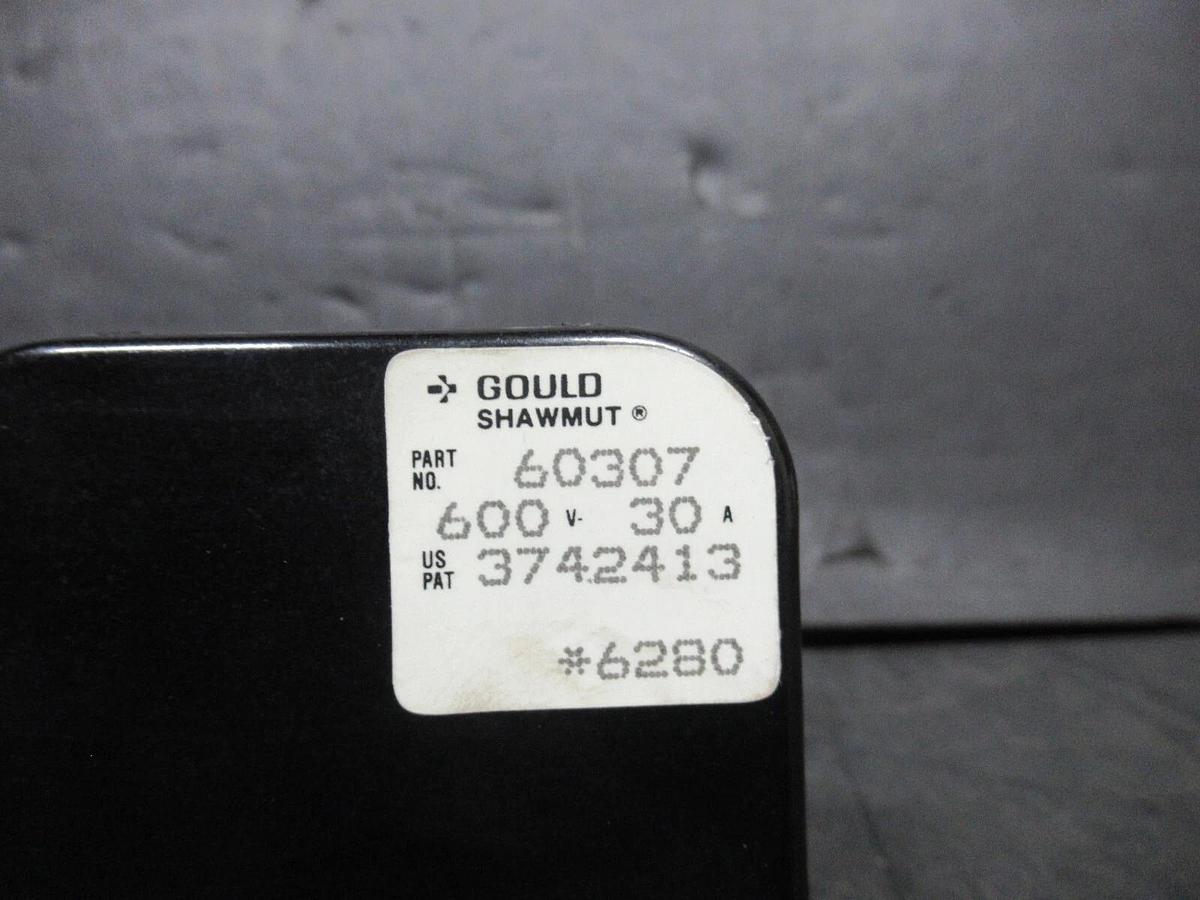 GOULD
SHAWMUT ®
PART NO. 60307
600 V- 30 A
US PAT 3742413
*6280